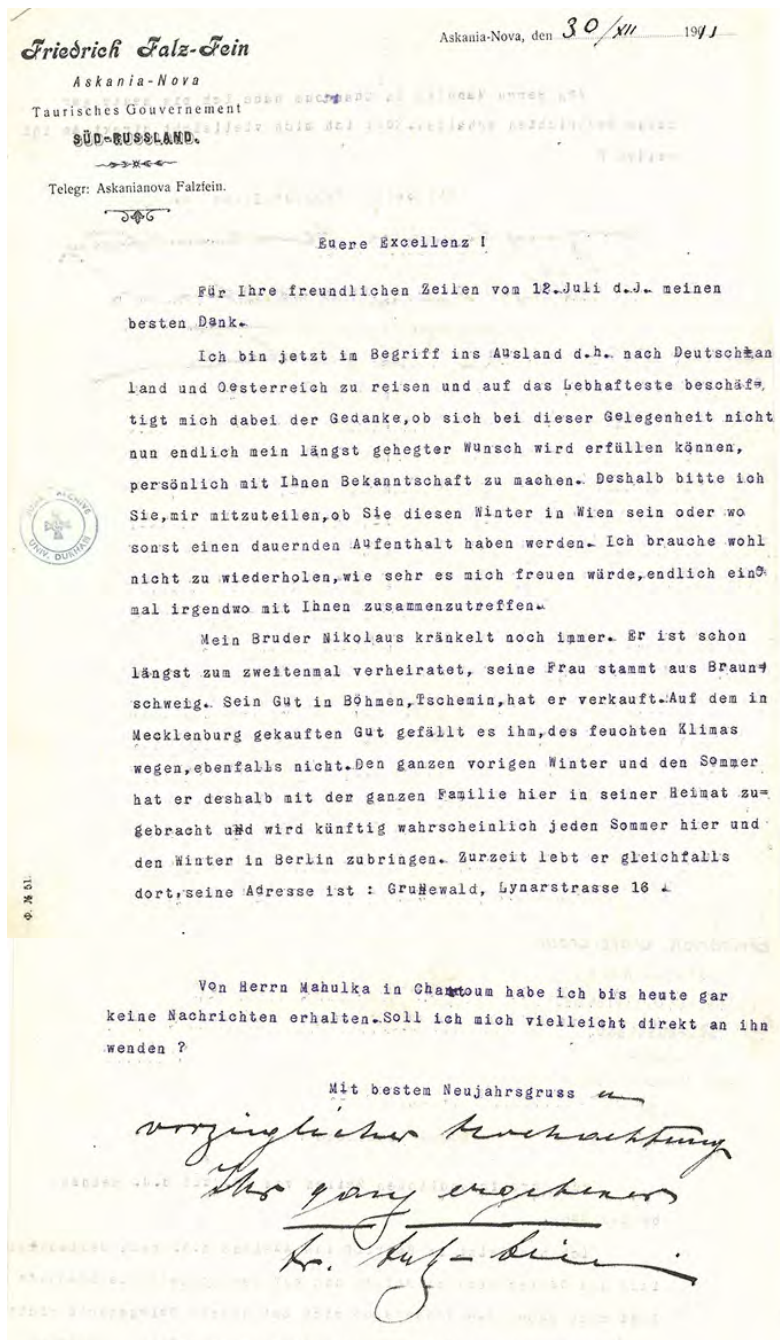 Friedrich Falz-Fein
Askania-Nova
Taurisches Gouvernement
SÜD-RUSSLAND.
Telegr: Askanianova Falzfein.
Askania-Nova, den 30/XII 1911
Euere Excellenz !
Für Ihre freundlichen Zeilen vom 12.Juli d.J. meinen
besten Dank.
Ich bin jetzt im Begriff ins Ausland d.h. nach Deutschtan
land und Oesterreich zu reisen und auf das Lebhafteste beschäf=
tigt mich dabei der Gedanke,ob sich bei dieser Gelegenheit nicht
nun endlich mein längst gehegter Wunsch wird erfüllen können,
persönlich mit Ihnen Bekanntschaft zu machen. Deshalb bitte ich
Sie,mir mitzuteilen,ob Sie diesen Winter in Wien sein oder wo
sonst einen dauernden Aufenthalt haben werden. Ich brauche wohl
nicht zu wiederholen,wie sehr es mich freuen würde,endlich ein=
mal irgendwo mit Ihnen zusammenzutreffen.
Mein Bruder Nikolaus kränkelt noch immer. Er ist schon
längst zum zweitenmal verheiratet, seine Frau stammt aus Braun=
schweig. Sein Gut in Böhmen,Tschemin,hat er verkauft.Auf dem in
Mecklenburg gekauften Gut gefällt es ihm,des feuchten Klimas
wegen,ebenfalls nicht.Den ganzen vorigen Winter und den Sommer
hat er deshalb mit der ganzen Familie hier in seiner Heimat zu=
gebracht und wird künftig wahrscheinlich jeden Sommer hier und
den Winter in Berlin zubringen. Zurzeit lebt er gleichfalls
dort,seine Adresse ist : Grunewald, Lynarstrasse 16 .
Ф. № 51.
Von Herrn Mahulka in Chartoum habe ich bis heute gar
keine Nachrichten erhalten.Soll ich mich vielleicht direkt an ihn
wenden ?
Mit bestem Neujahrsgruss u
vorzüglicher Hochachtung
Ihr ganz ergebener
Fr. Falz-Fein